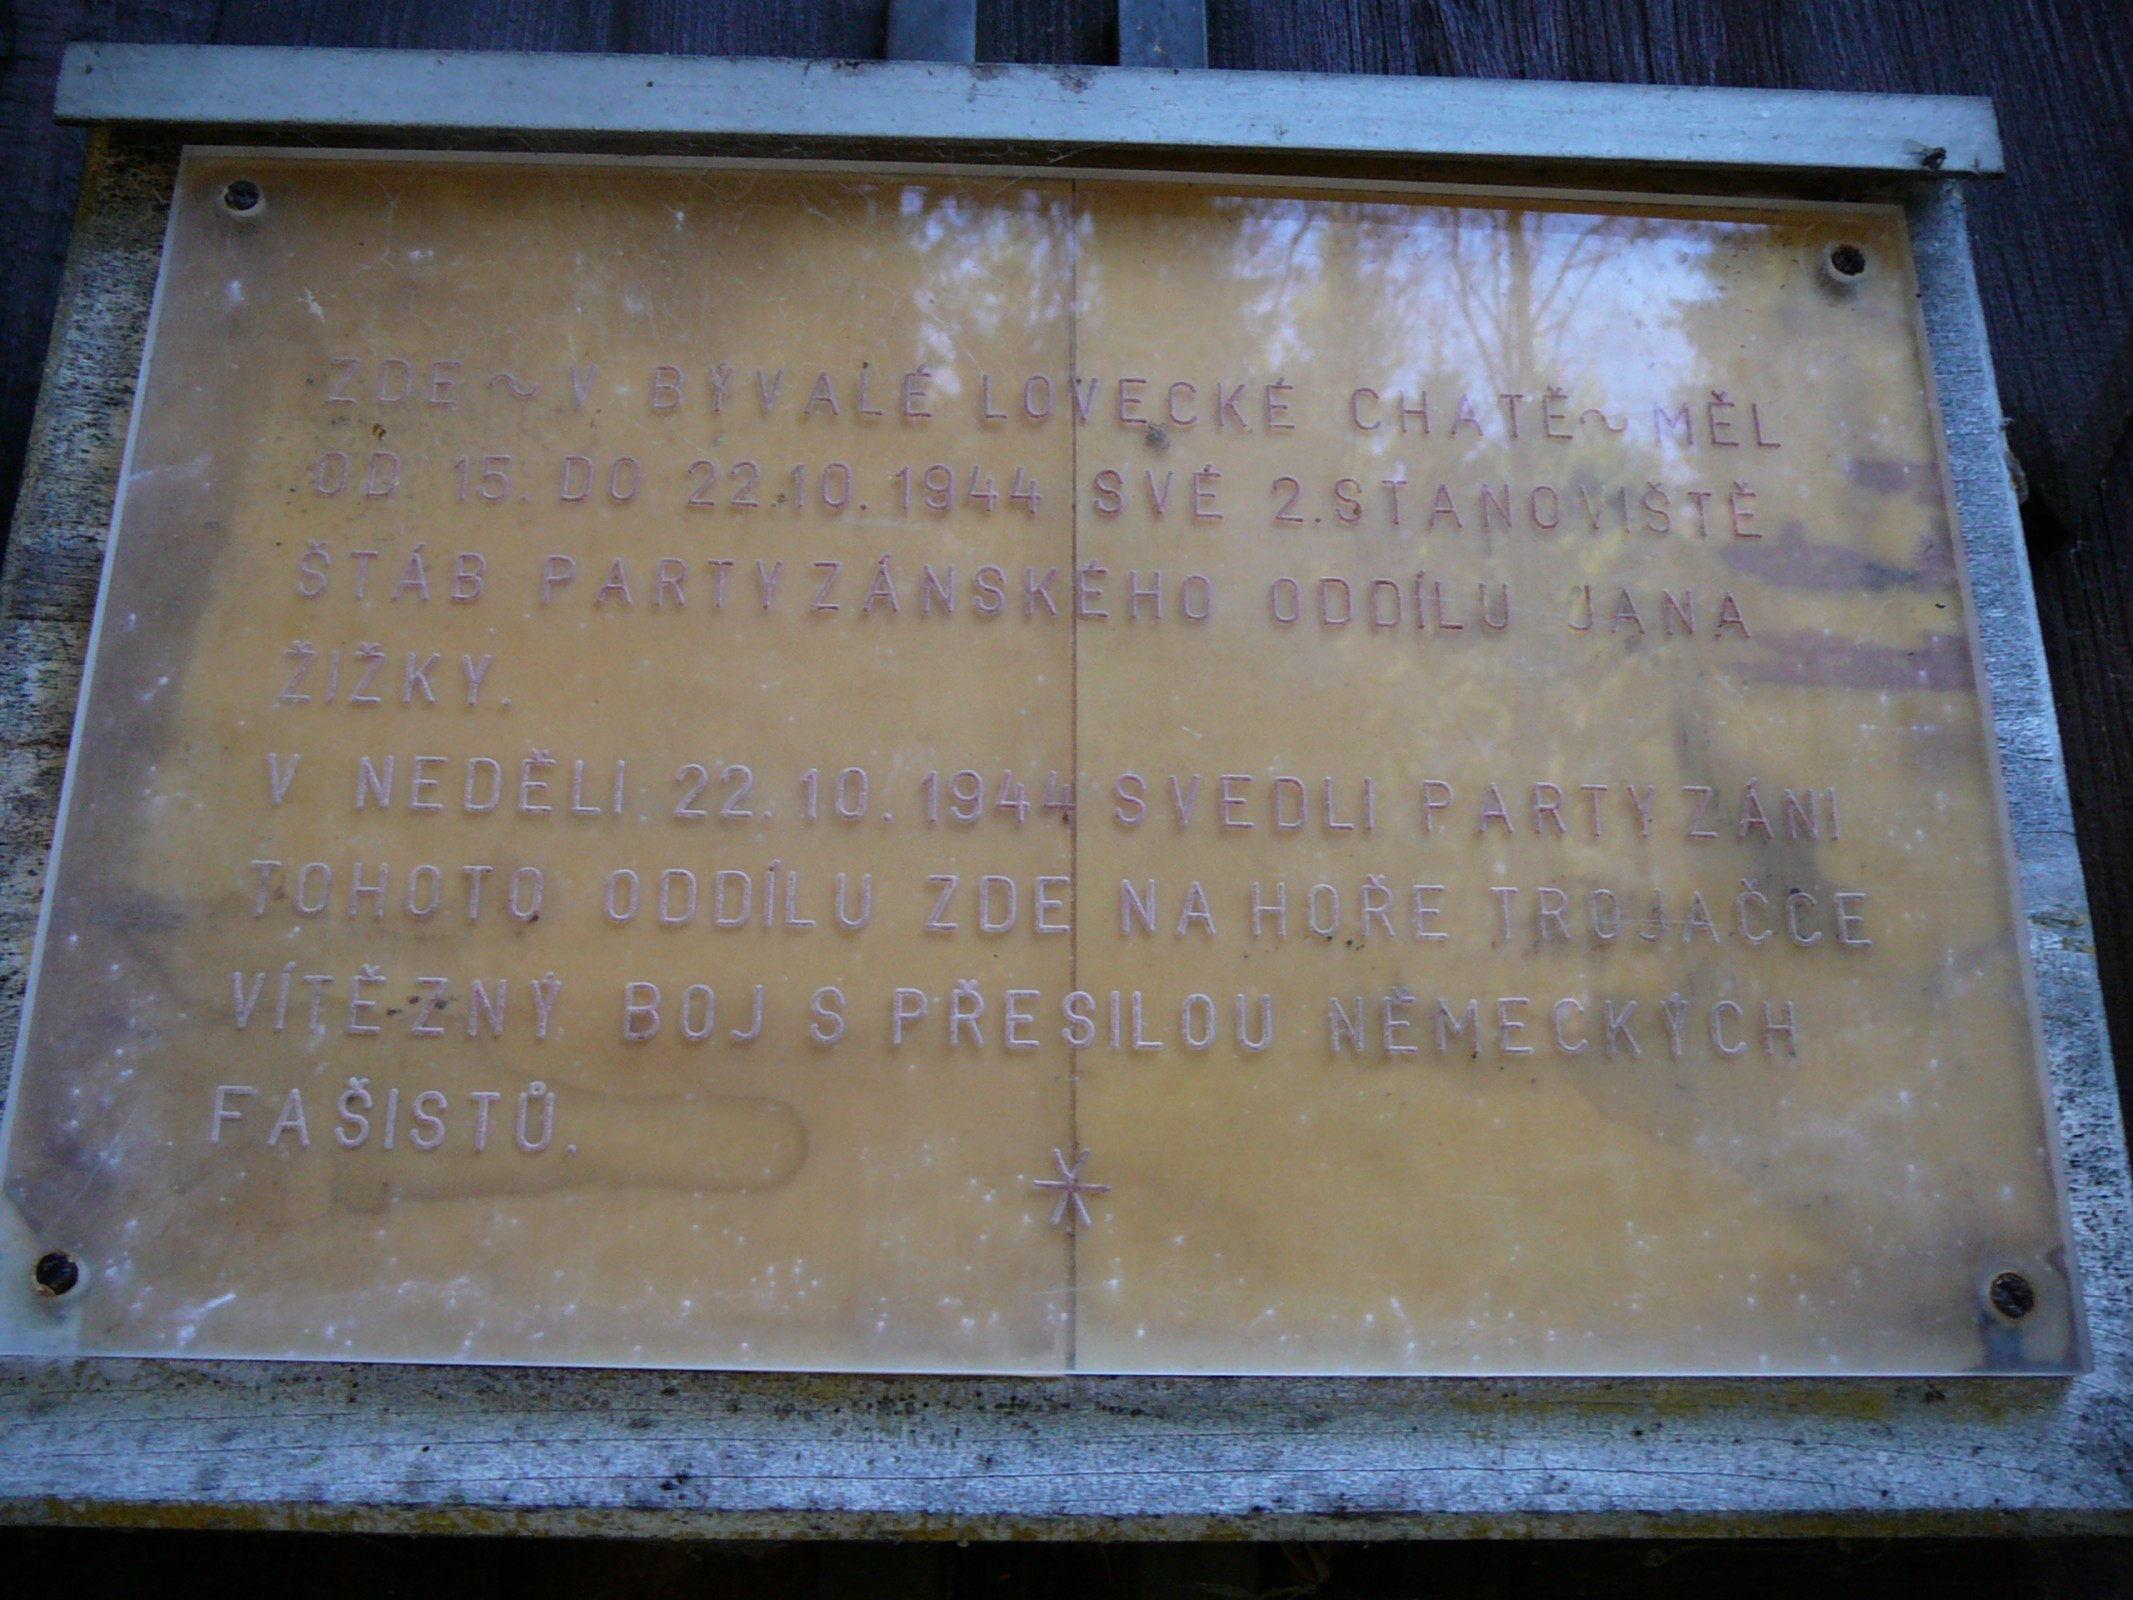 ZDE ~ V BÝVALÉ LOVECKÉ CHATĚ ~ MĚL
OD 15. DO 22.10.1944 SVÉ 2.STANOVIŠTĚ
ŠTÁB PARTYZÁNSKÉHO ODDÍLU JANA
ŽIŽKY.
V NEDĚLI 22.10.1944 SVEDLI PARTYZÁNI
TOHOTO ODDÍLU ZDE NA HOŘE TROJAČCE
VÍTĚZNÝ BOJ S PŘESILOU NĚMECKÝCH
FAŠISTŮ.
*